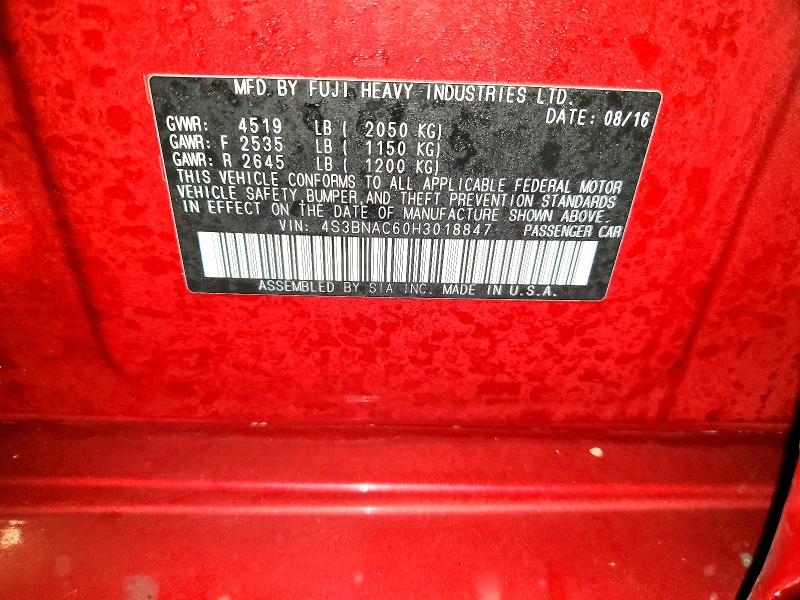 MFD. BY FUJI HEAVY INDUSTRIES LTD.
DATE: 08/16
GVWR: 4519 LB ( 2050 KG)
GAWR: F 2535 LB ( 1150 KG)
GAWR: R 2645 LB ( 1200 KG)
THIS VEHICLE CONFORMS TO ALL APPLICABLE FEDERAL MOTOR
VEHICLE SAFETY BUMPER, AND THEFT PREVENTION STANDARDS
IN EFFECT ON THE DATE OF MANUFACTURE SHOWN ABOVE.
VIN: 4S3BNAC60H3018847 PASSENGER CAR
ASSEMBLED BY SIA INC. MADE IN U.S.A.